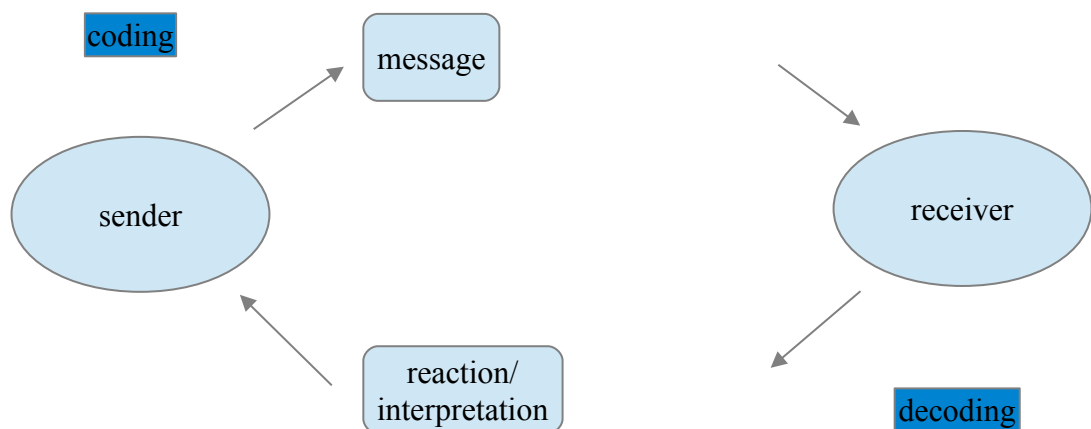 coding
message
sender
receiver
reaction/
interpretation
decoding